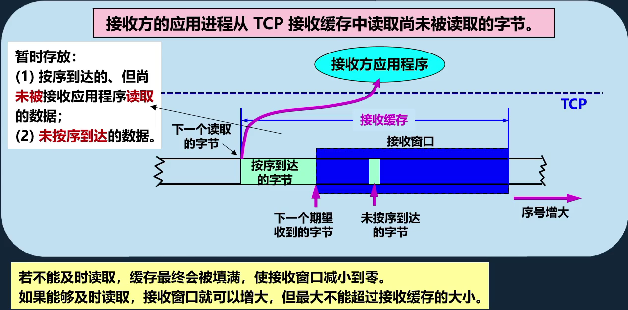 接收方的应用进程从 TCP 接收缓存中读取尚未被读取的字节。
暂时存放：
(1) 按序到达的、但尚
未被接收应用程序读取
的数据；
(2) 未按序到达的数据。
接收方应用程序
TCP
接收缓存
下一个读取
的字节
接收窗口
按序到达
的字节
下一个期望
收到的字节
未按序到达
的字节
序号增大
若不能及时读取，缓存最终会被填满，使接收窗口减小到零。
如果能够及时读取，接收窗口就可以增大，但最大不能超过接收缓存的大小。